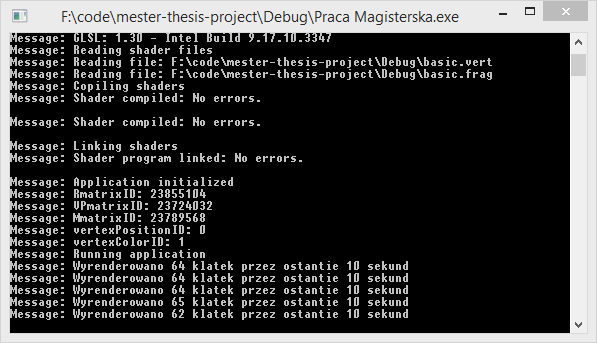 F:\code\mester-thesis-project\Debug\Praca Magisterska.exe
Message: GLSL: 1.30 - Intel Build 9.17.10.3347
Message: Reading shader files
Message: Reading file: F:\code\mester-thesis-project\Debug\basic.vert
Message: Reading file: F:\code\mester-thesis-project\Debug\basic.frag
Message: Copiling shaders
Message: Shader compiled: No errors.
Message: Shader compiled: No errors.
Message: Linking shaders
Message: Shader program linked: No errors.
Message: Application initialized
Message: RmatrixID: 23855104
Message: VPmatrixID: 23724032
Message: MmatrixID: 23789568
Message: vertexPositionID: 0
Message: vertexColorID: 1
Message: Running application
Message: Wyrenderowano 64 klatek przez ostantie 10 sekund
Message: Wyrenderowano 64 klatek przez ostantie 10 sekund
Message: Wyrenderowano 64 klatek przez ostantie 10 sekund
Message: Wyrenderowano 65 klatek przez ostantie 10 sekund
Message: Wyrenderowano 62 klatek przez ostantie 10 sekund